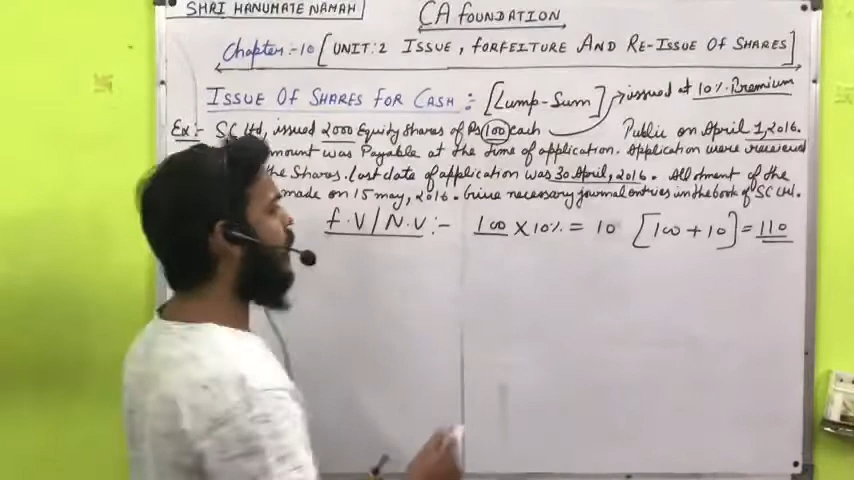 SHRI HANUMATE NAMAH
CA FOUNDATION
Chapter:-10 [UNIT:2 ISSUE, FORFEITURE AND RE-ISSUE OF SHARES]
ISSUE OF SHARES FOR CASH :- [Lump-Sum] issued at 10% Premium
Ex:- SC Ltd, issued 2000 Equity Shares of Rs 100 each Public on April 1, 2016.
mount was Payable at the time of application. Application were received
the Shares. Last date of application was 30 April, 2016. Allotment of the
made on 15 may, 2016. Give necessary journal entries in the book of SC Ltd.
F.V/N.V:- 100 X 10% = 10 [100 + 10] = 110